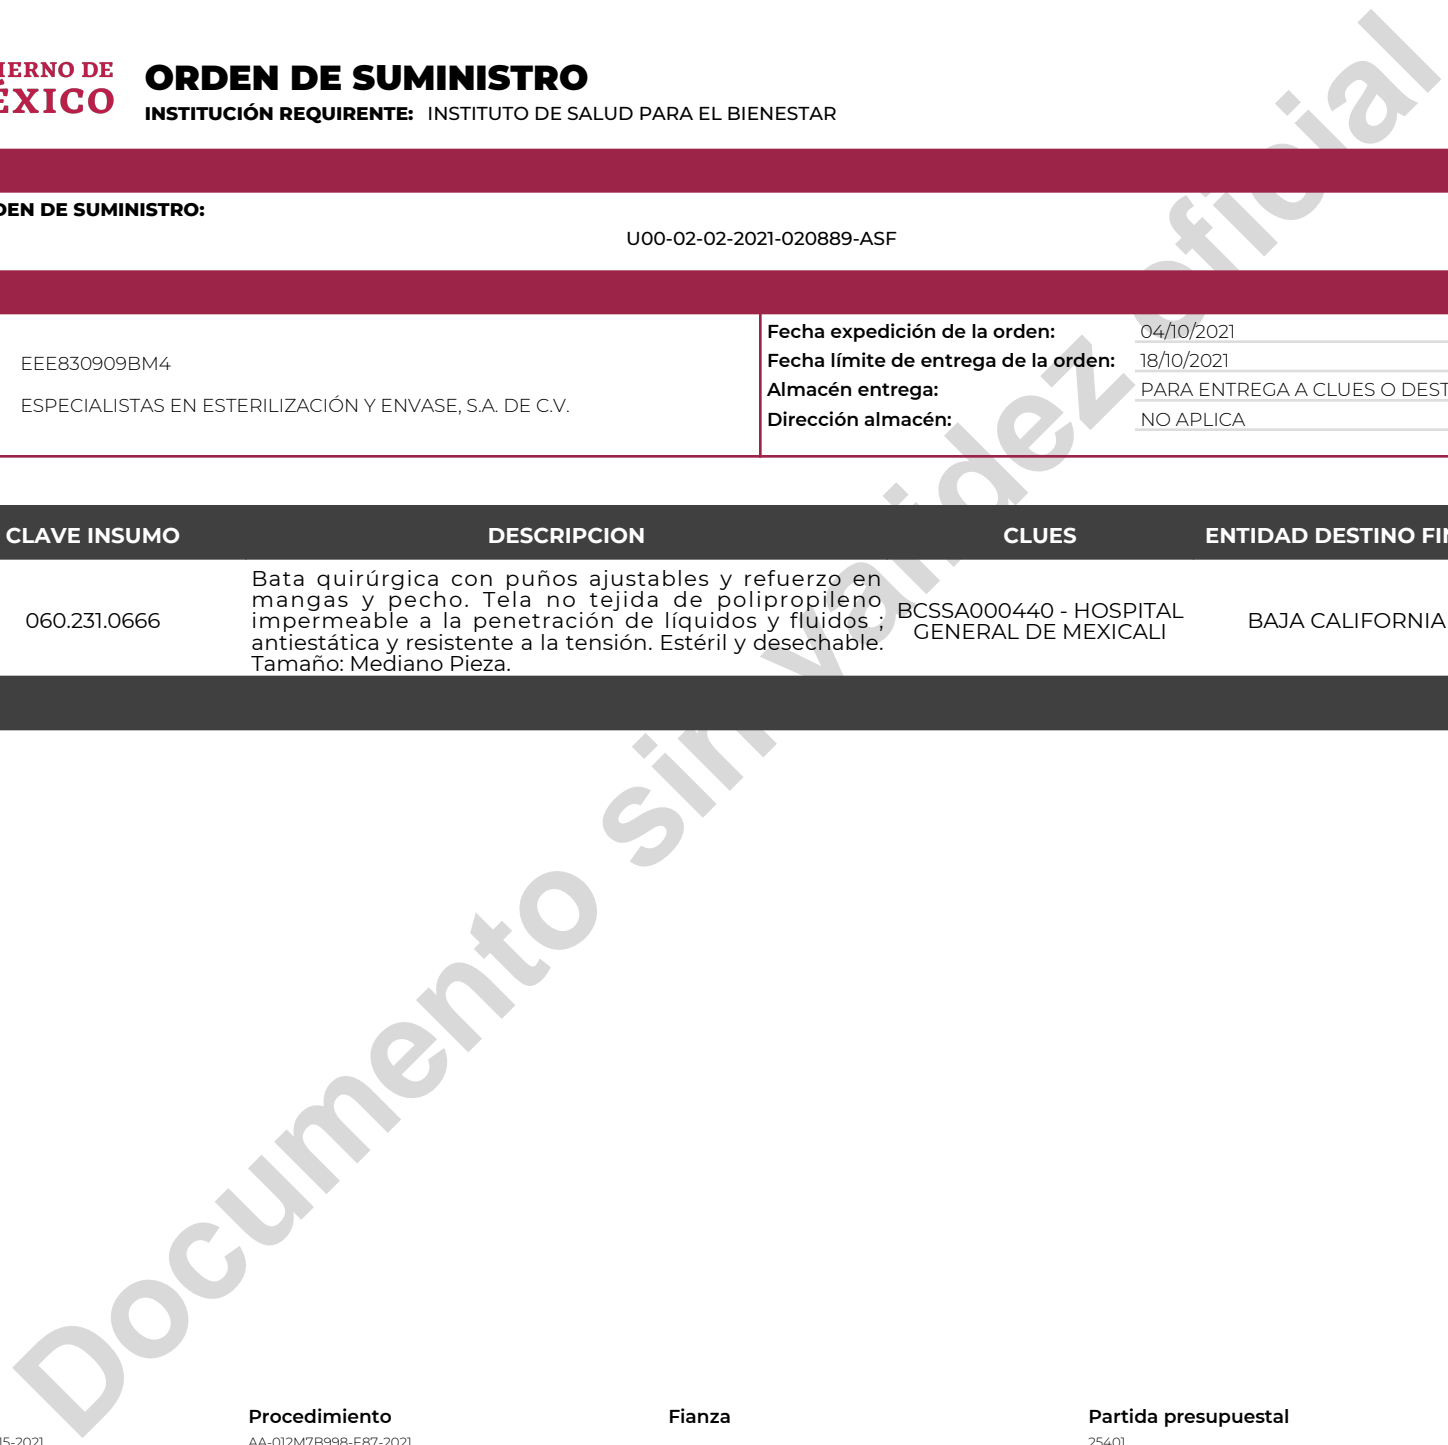 IERNO DE
ÉXICO
ORDEN DE SUMINISTRO
INSTITUCIÓN REQUIRENTE: INSTITUTO DE SALUD PARA EL BIENESTAR
DEN DE SUMINISTRO:
U00-02-02-2021-020889-ASF
EEE830909BM4
ESPECIALISTAS EN ESTERILIZACIÓN Y ENVASE, S.A. DE C.V.
Fecha expedición de la orden: 04/10/2021
Fecha límite de entrega de la orden: 18/10/2021
Almacén entrega: PARA ENTREGA A CLUES O DEST
Dirección almacén: NO APLICA
CLAVE INSUMO DESCRIPCION CLUES ENTIDAD DESTINO FIN
060.231.0666
Bata quirúrgica con puños ajustables y refuerzo en
mangas y pecho. Tela no tejida de polipropileno
impermeable a la penetración de líquidos y fluidos ;
antiestática y resistente a la tensión. Estéril y desechable.
Tamaño: Mediano Pieza.
BCSSA000440 - HOSPITAL
GENERAL DE MEXICALI
BAJA CALIFORNIA
Documento sin validez oficial
Procedimiento Fianza Partida presupuestal
15-2021 AA-012M7B998-E87-2021 25401